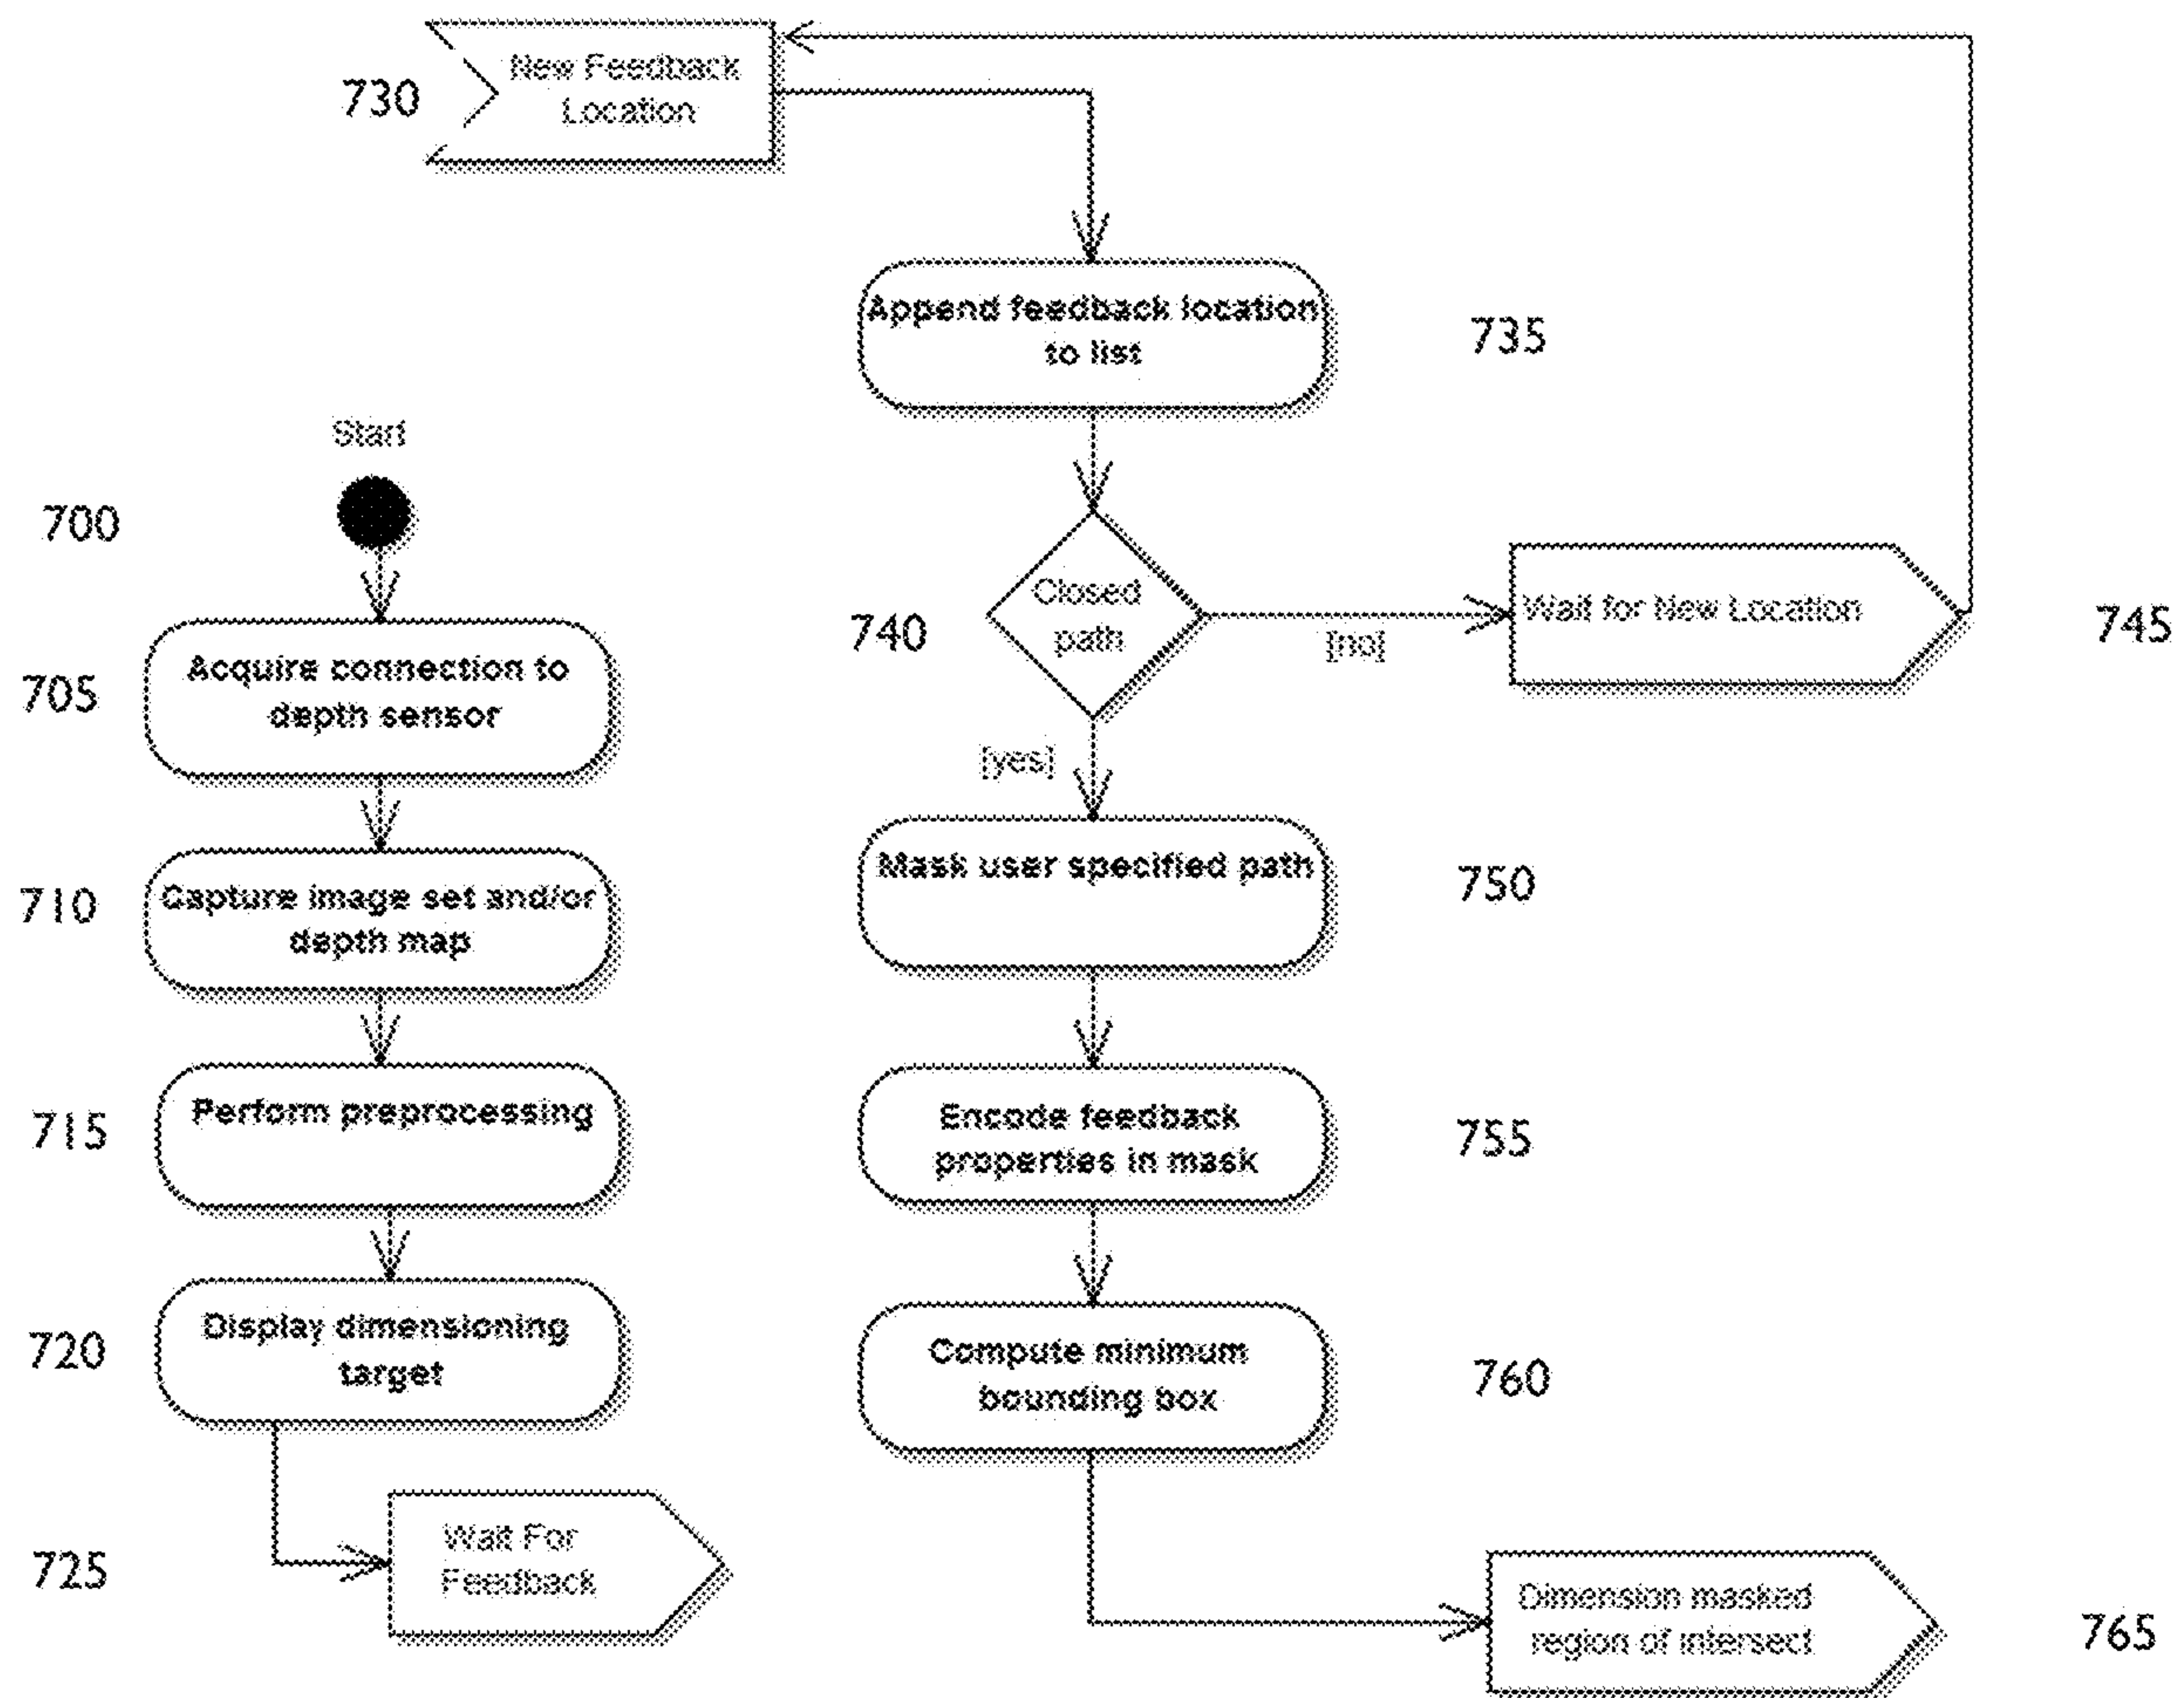 New Feedback
Location
730
Append feedback location
to list
735
Start
700
Closed
path
740
[no[
Wait for New Location
745
Acquire connection to
depth sensor
705
[yes]
Capture image set and/or
depth map
710
Mask user specified path
750
Perform preprocessing
715
Encode feedback
properties in mask
755
Display dimensioning
target
720
Compute minimum
bounding box
760
Wait For
Feedback
725
Dimension masked
region of intersect
765